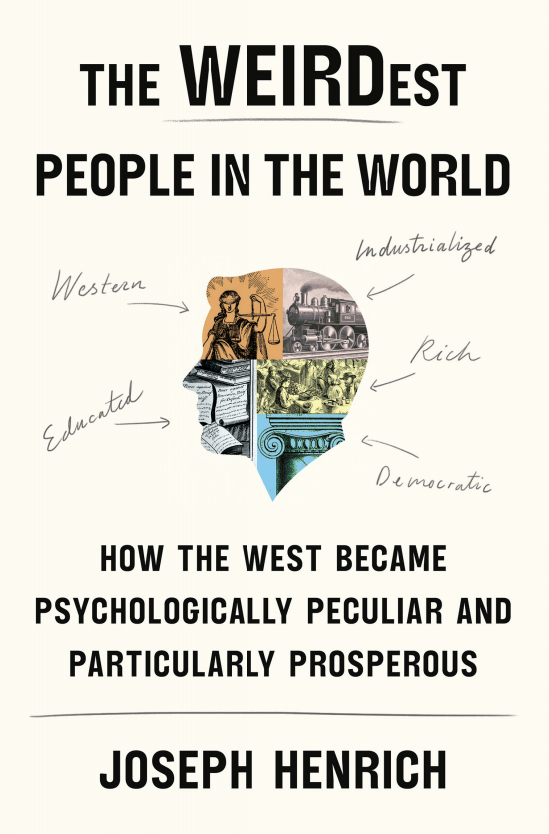 THE WEIRDEST
PEOPLE IN THE WORLD
Industrialized
Western
Rich
Educated
Democratic
HOW THE WEST BECAME
PSYCHOLOGICALLY PECULIAR AND
PARTICULARLY PROSPEROUS
JOSEPH HENRICH